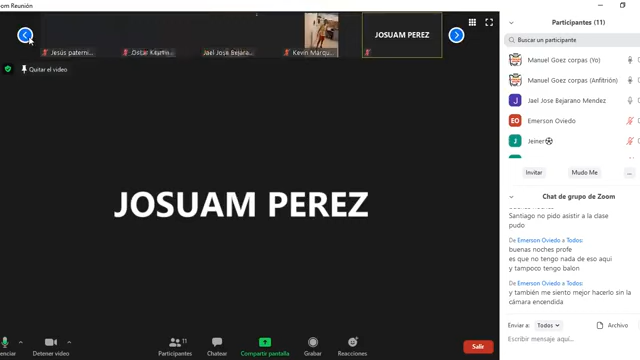 om Reunión
Jesús paterni...
Oscar
Jael José Bejara...
Kevin Marqu...
JOSUAM PEREZ
Quitar el video
JOSUAM PEREZ
Participantes (11)
Buscar un participante
Manuel Goez corpas (Yo)
Manuel Goez corpas (Anfitrión)
J
Jael Jose Bejarano Mendez
EO
Emerson Oviedo
J
Jeiner
Invitar
Mudo Me
...
Chat de grupo de Zoom
Santiago no pido asistir a la clase
pudo
De Emerson Oviedo a Todos:
buenas noches profe
es que no tengo nada de eso aqui
y tampoco tengo balon
De Emerson Oviedo a Todos:
y también me siento mejor hacerlo sin la
cámara encendida
Enviar a: Todos
Archivo
Escribir mensaje aquí...
enciar
Detener video
11
Participantes
Chatear
Compartir pantalla
Grabar
Reacciones
Salir